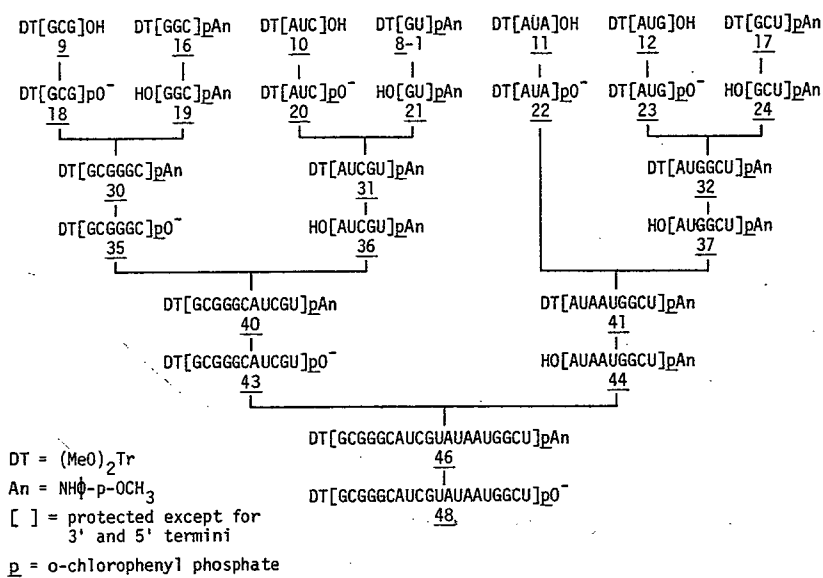 DT[GCG]OH DT[GGC]pAn DT[AUC]OH DT[GU]pAn DT[AUA]OH DT[AUG]OH DT[GCU]pAn
9 16 10 8-1 11 12 17
DT[GCG]pO⁻ HO[GGC]pAn DT[AUC]pO⁻ HO[GU]pAn DT[AUA]pO⁻ DT[AUG]pO⁻ HO[GCU]pAn
18 19 20 21 22 23 24
DT[GCGGGC]pAn DT[AUCGU]pAn DT[AUGGCU]pAn
30 31 32
DT[GCGGGC]pO⁻ HO[AUCGU]pAn HO[AUGGCU]pAn
35 36 37
DT[GCGGGCAUCGU]pAn DT[AUAAUGGCU]pAn
40 41
DT[GCGGGCAUCGU]pO⁻ HO[AUAAUGGCU]pAn
43 44
DT[GCGGGCAUCGUAUAAUGGCU]pAn
46
DT[GCGGGCAUCGUAUAAUGGCU]pO⁻
48
DT = (MeO)₂Tr
An = NHϕ-p-OCH₃
[ ] = protected except for
3' and 5' termini
p = o-chlorophenyl phosphate